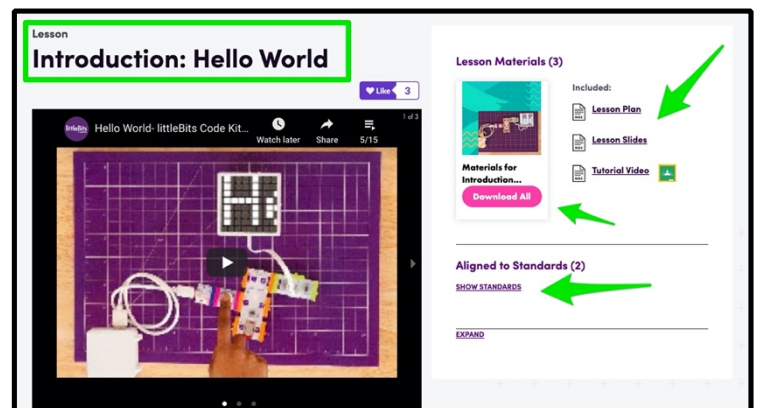 Lesson
Introduction: Hello World
Like 3
1 of 3
littleBits
Hello World- littleBits Code Kit...
Watch later
Share
5/15
Lesson Materials (3)
Materials for
Introduction...
Download All
Included:
Lesson Plan
Lesson Slides
Tutorial Video
Aligned to Standards (2)
SHOW STANDARDS
EXPAND